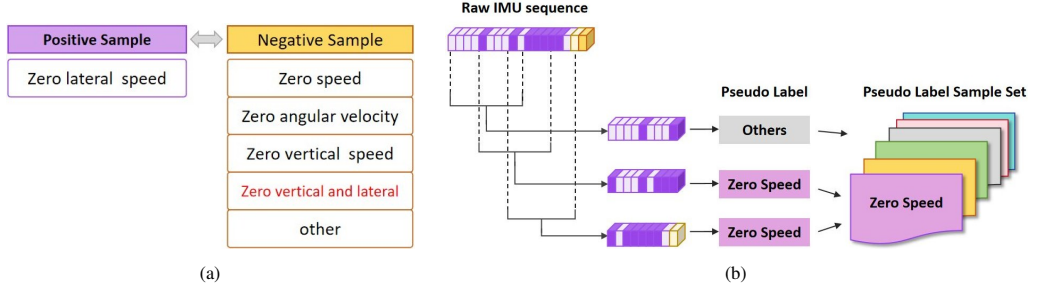 Positive Sample
Negative Sample
Zero lateral speed
Zero speed
Zero angular velocity
Zero vertical speed
Zero vertical and lateral
other
(a)
Raw IMU sequence
Pseudo Label
Pseudo Label Sample Set
Others
Zero Speed
Zero Speed
Zero Speed
(b)